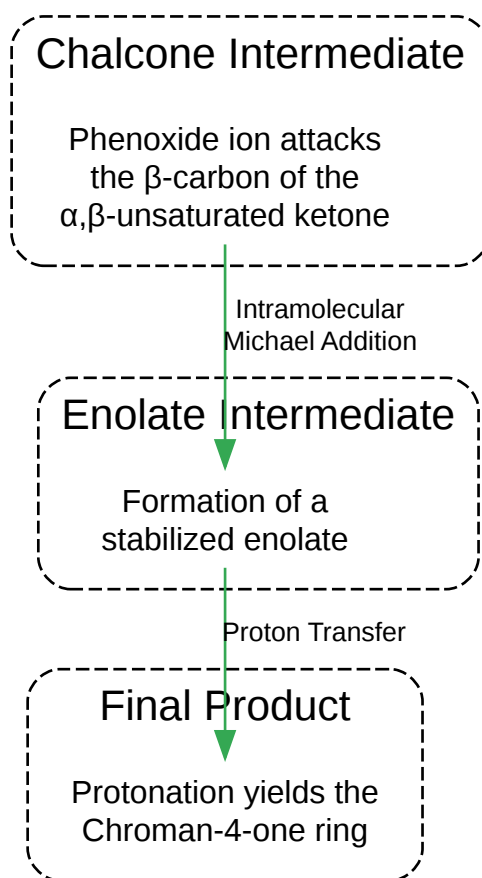 Chalcone Intermediate
Phenoxide ion attacks
the β-carbon of the
α,β-unsaturated ketone
Intramolecular
Michael Addition
Enolate Intermediate
Formation of a
stabilized enolate
Proton Transfer
Final Product
Protonation yields the
Chroman-4-one ring